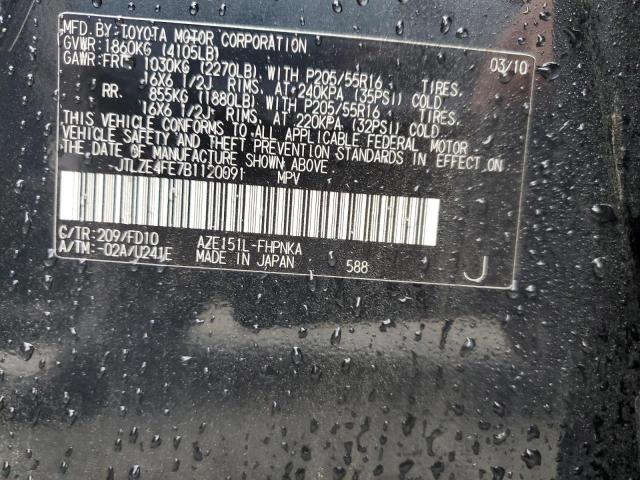 MFD.BY:TOYOTA MOTOR CORPORATION 03/10
GVWR:1860KG (4105LB)
GAWR:FRT. 1030KG (2270LB) WITH P205/55R16 TIRES,
16X6 1/2J RIMS, AT 240KPA (35PSI) COLD
RR. 855KG (1880LB) WITH P205/55R16 TIRES,
16X6 1/2J RIMS, AT 220KPA (32PSI) COLD
THIS VEHICLE CONFORMS TO ALL APPLICABLE FEDERAL MOTOR
VEHICLE SAFETY AND THEFT PREVENTION STANDARDS IN EFFECT ON
THE DATE OF MANUFACTURE SHOWN ABOVE.
JTLZE4FE7B1120091 MPV
C/TR:209/FD10 AZE151L-FHPNKA
A/TM:-02A/U241E MADE IN JAPAN 588 J